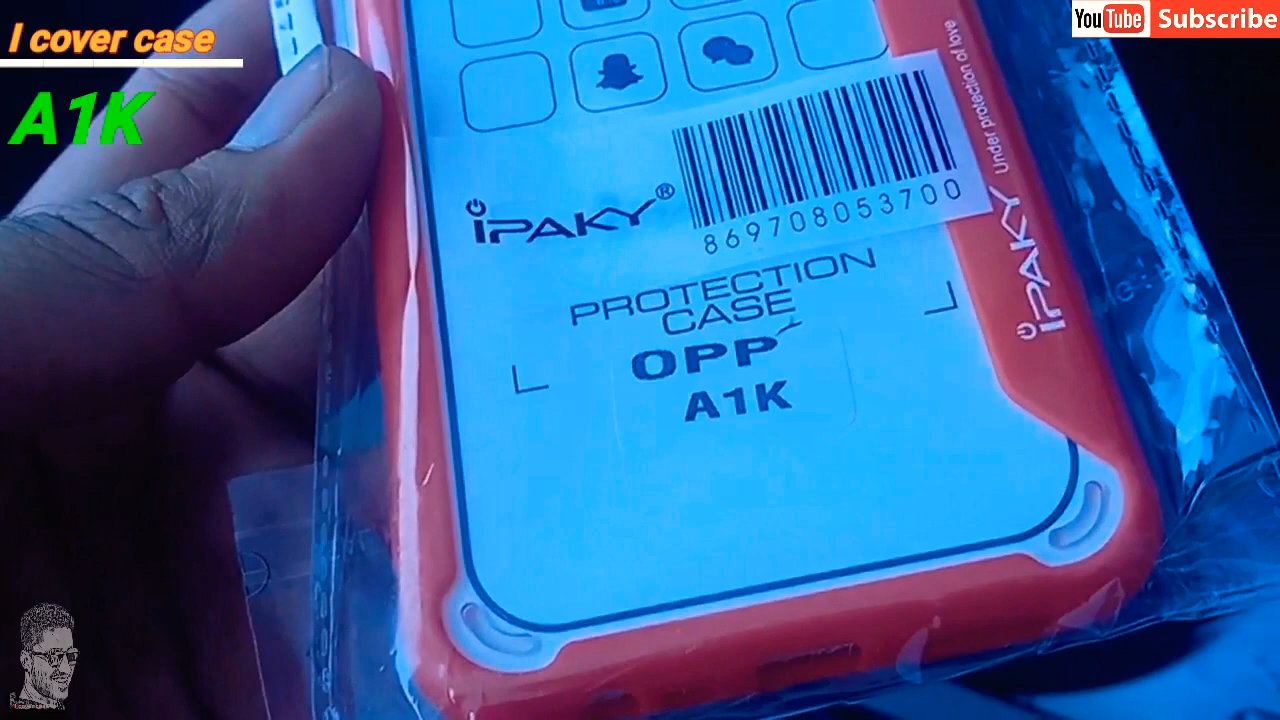 I cover case
A1K
YouTube Subscribe
iPAKY®
869708053700
PROTECTION
CASE
OPP
A1K
iPAKY Under protection of love